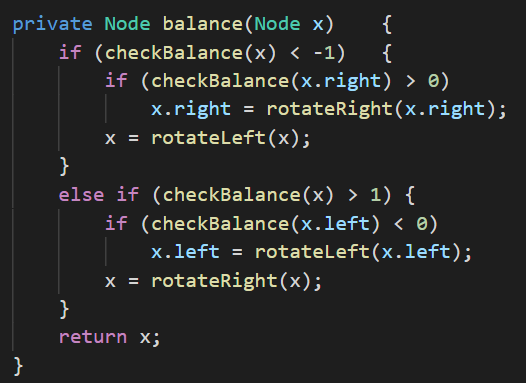 private Node balance(Node x)    {
    if (checkBalance(x) < -1)   {
        if (checkBalance(x.right) > 0)
            x.right = rotateRight(x.right);
        x = rotateLeft(x);
    }
    else if (checkBalance(x) > 1) {
        if (checkBalance(x.left) < 0)
            x.left = rotateLeft(x.left);
        x = rotateRight(x);
    }
    return x;
}